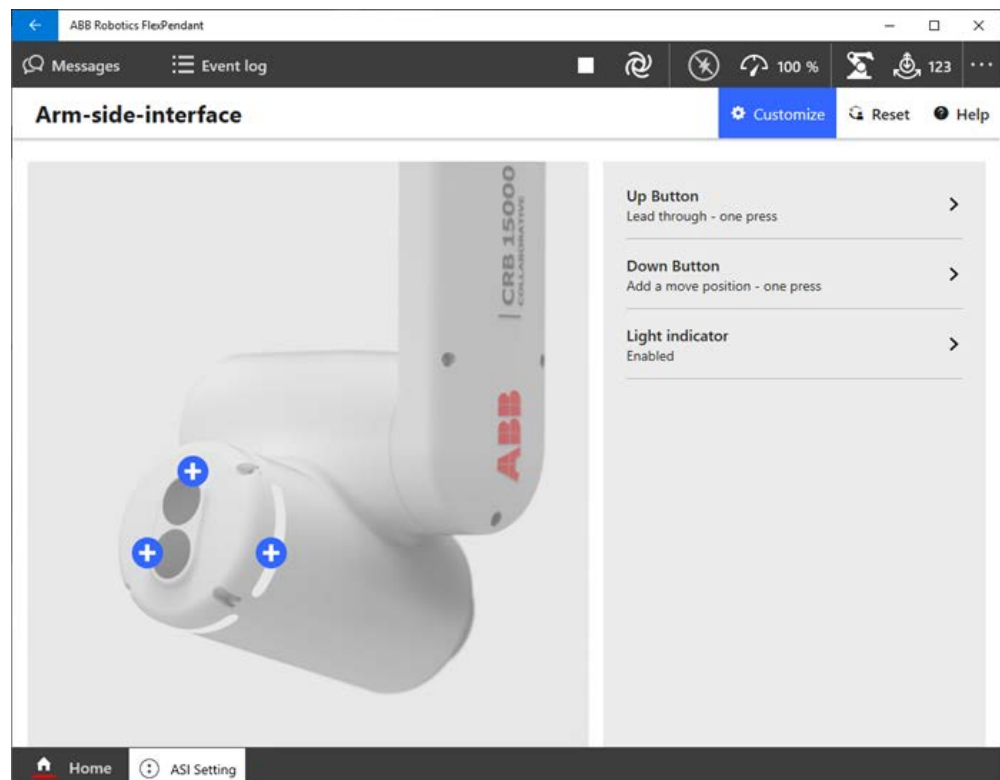 ABB Robotics FlexPendant
Messages
Event log
100 %
123
Arm-side-interface
Customize
Reset
Help
CRB 15000
COLLABORATIVE
ABB
Up Button
Lead through - one press
Down Button
Add a move position - one press
Light indicator
Enabled
Home
ASI Setting